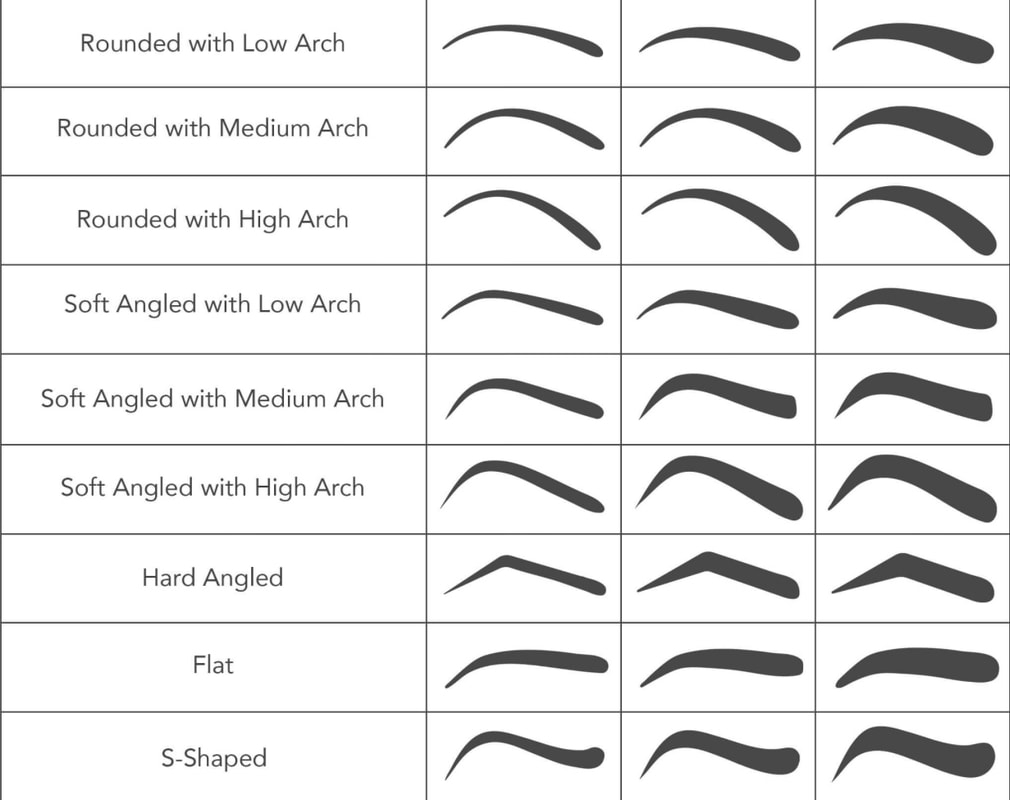 Rounded with Low Arch
Rounded with Medium Arch
Rounded with High Arch
Soft Angled with Low Arch
Soft Angled with Medium Arch
Soft Angled with High Arch
Hard Angled
Flat
S-Shaped